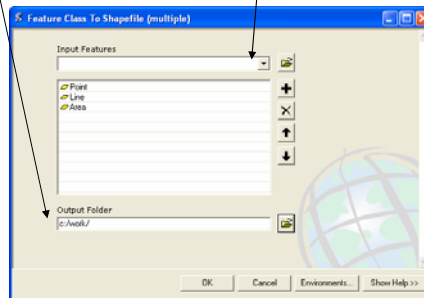 Feature Class To Shapefile (multiple)
Input Features
Point
Line
Area
Output Folder
c:/work/
OK Cancel Environments... Show Help >>